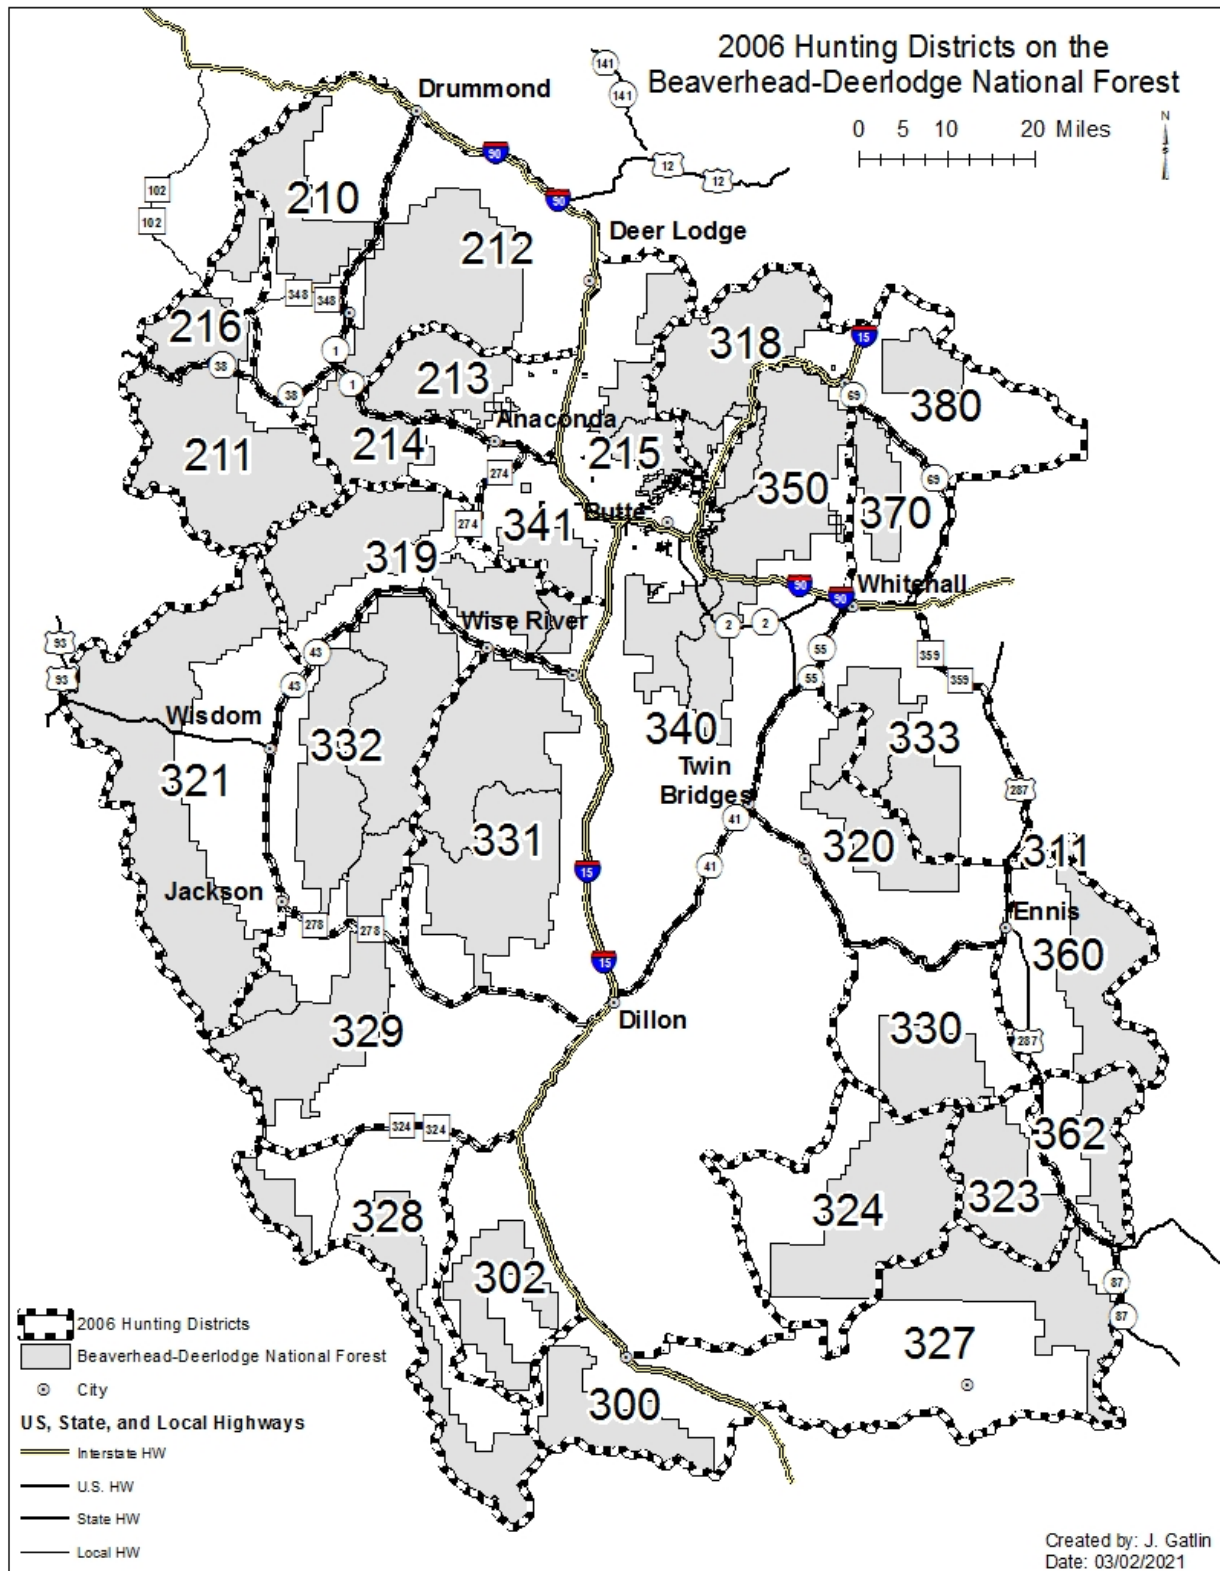 2006 Hunting Districts on the
Beaverhead-Deerlodge National Forest
0 5 10 20 Miles
N
S
141
141
Drummond
90
12
12
90
102
102
210
212
Deer Lodge
348
348
216
1
318
15
38
1
213
69
38
380
Anaconda
211
214
215
274
350
69
274
341
Butte
370
319
90
Whitehall
90
Wise River
2
2
93
43
55
359
93
43
55
359
Wisdom
332
340
333
321
Twin
Bridges
287
41
331
320
311
15
41
Jackson
278
278
Ennis
360
15
Dillon
329
330
287
324
324
362
328
324
323
302
87
87
327
300
2006 Hunting Districts
Beaverhead-Deerlodge National Forest
City
US, State, and Local Highways
Interstate HW
U.S. HW
State HW
Local HW
Created by: J. Gatlin
Date: 03/02/2021